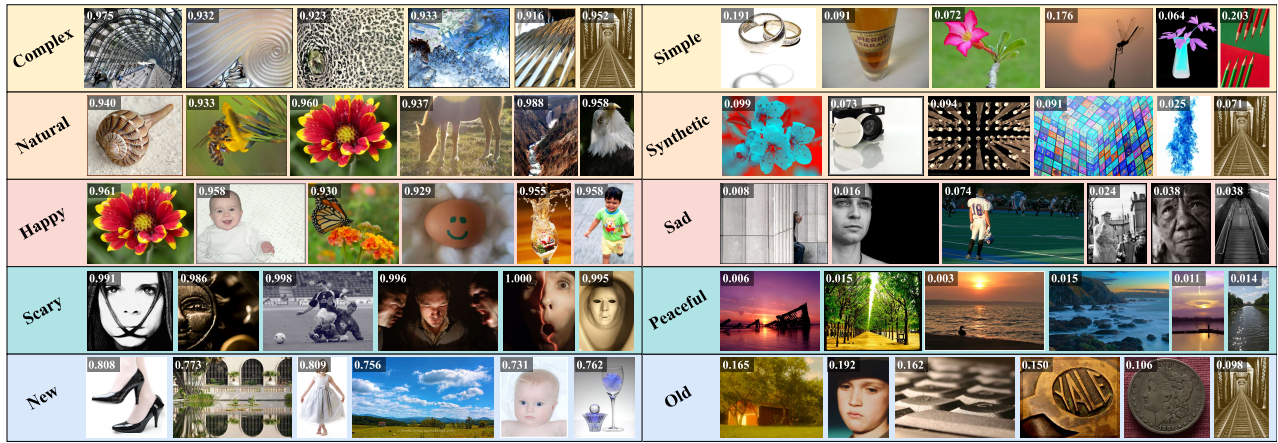 Complex 0.975 0.932 0.923 0.933 0.916 0.952
Simple 0.191 0.091 0.072 0.176 0.064 0.203
PIERRE
FERRAN
Natural 0.940 0.933 0.960 0.937 0.988 0.958
Synthetic 0.099 0.073 0.094 0.091 0.025 0.071
Happy 0.961 0.958 0.930 0.929 0.955 0.958
Sad 0.008 0.016 0.074 0.024 0.038 0.038
18
Scary 0.991 0.986 0.998 0.996 1.000 0.995
Peaceful 0.006 0.015 0.003 0.015 0.011 0.014
New 0.808 0.773 0.809 0.756 0.731 0.762
Old 0.165 0.192 0.162 0.150 0.106 0.098
YALE